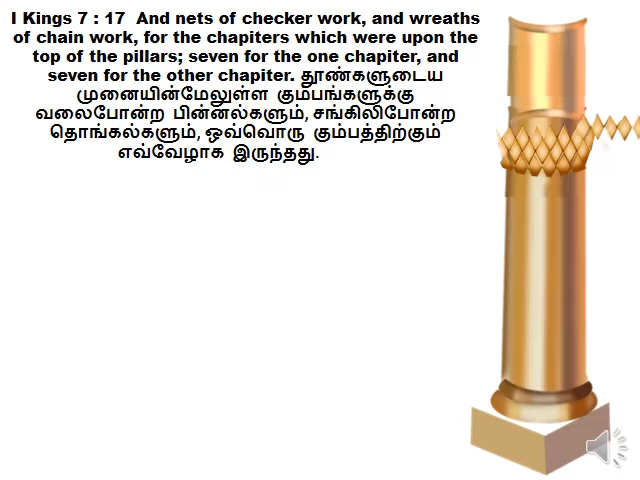 I Kings 7 : 17 And nets of checker work, and wreaths
of chain work, for the chapiters which were upon the
top of the pillars; seven for the one chapiter, and
seven for the other chapiter. தூண்களுடைய
முனையின்மேலுள்ள கும்பங்களுக்கு
வலைபோன்ற பின்னல்களும், சங்கிலிபோன்ற
தொங்கல்களும், ஒவ்வொரு கும்பத்திற்கும்
எவ்வேழாக இருந்தது.